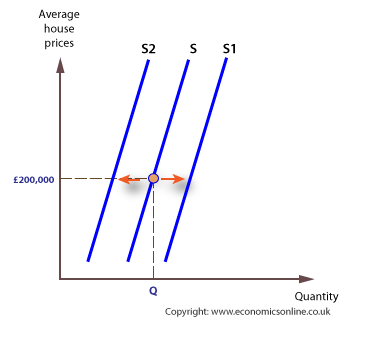 Average
house
prices
S2 S S1
£200,000
Q
Quantity
Copyright: www.economicsonline.co.uk